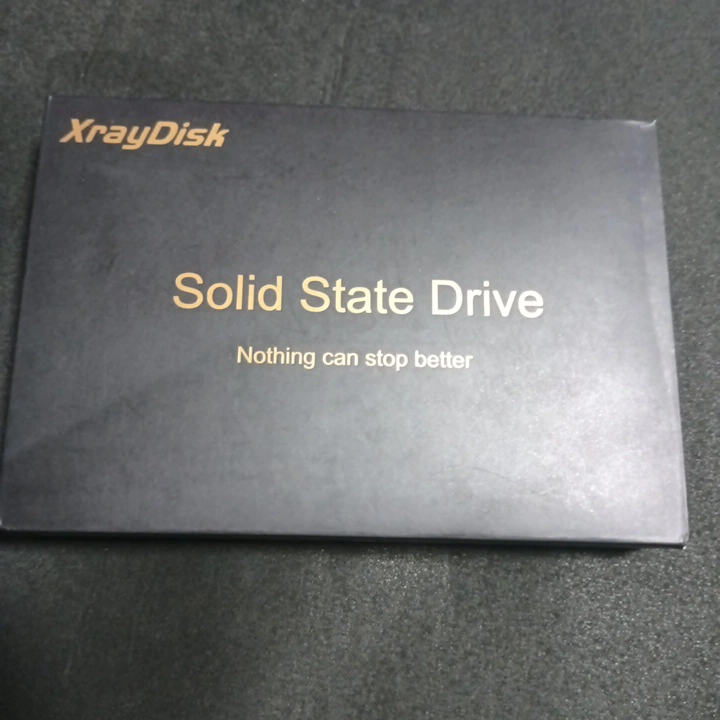 XrayDisk
Solid State Drive
Nothing can stop better